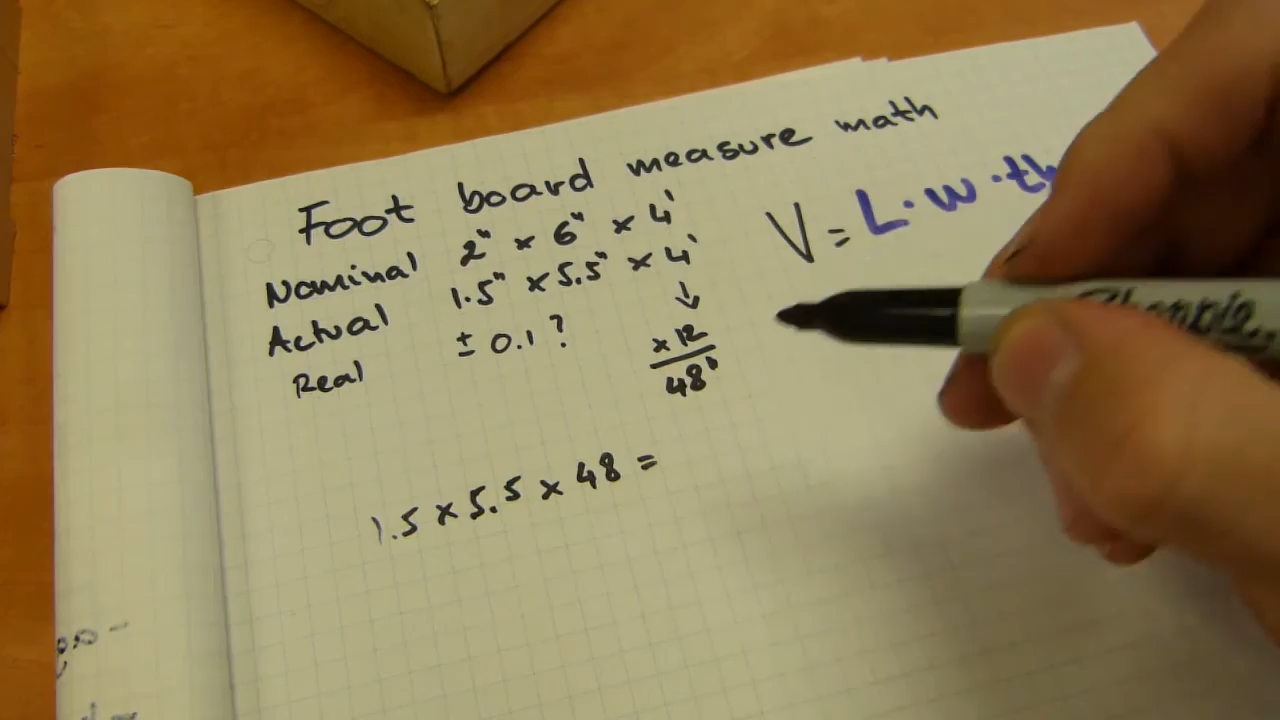 Foot board measure math
Nominal 2" x 6" x 4'
Actual 1.5" x 5.5" x 4'
Real ± 0.1 ?
↓
x 12
48"
V = L · w · th
1.5 x 5.5 x 48 =
Sharpie